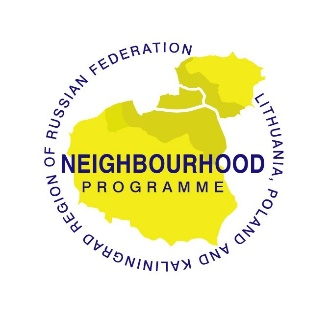 LITHUANIA, POLAND AND KALININGRAD REGION OF RUSSIAN FEDERATION
NEIGHBOURHOOD
PROGRAMME